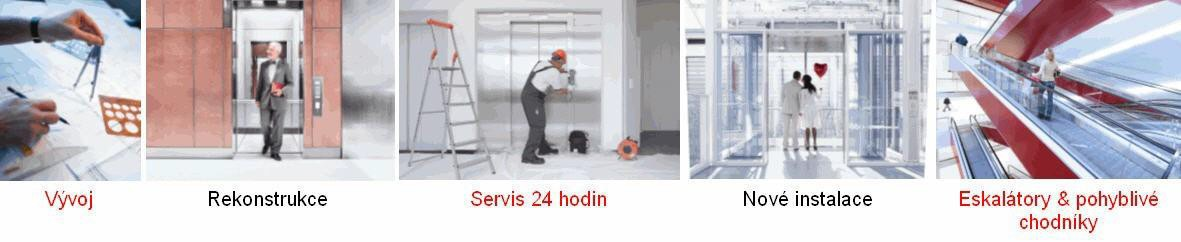 Vývoj
Rekonstrukce
Servis 24 hodin
Nové instalace
Eskalátory & pohyblivé
chodníky